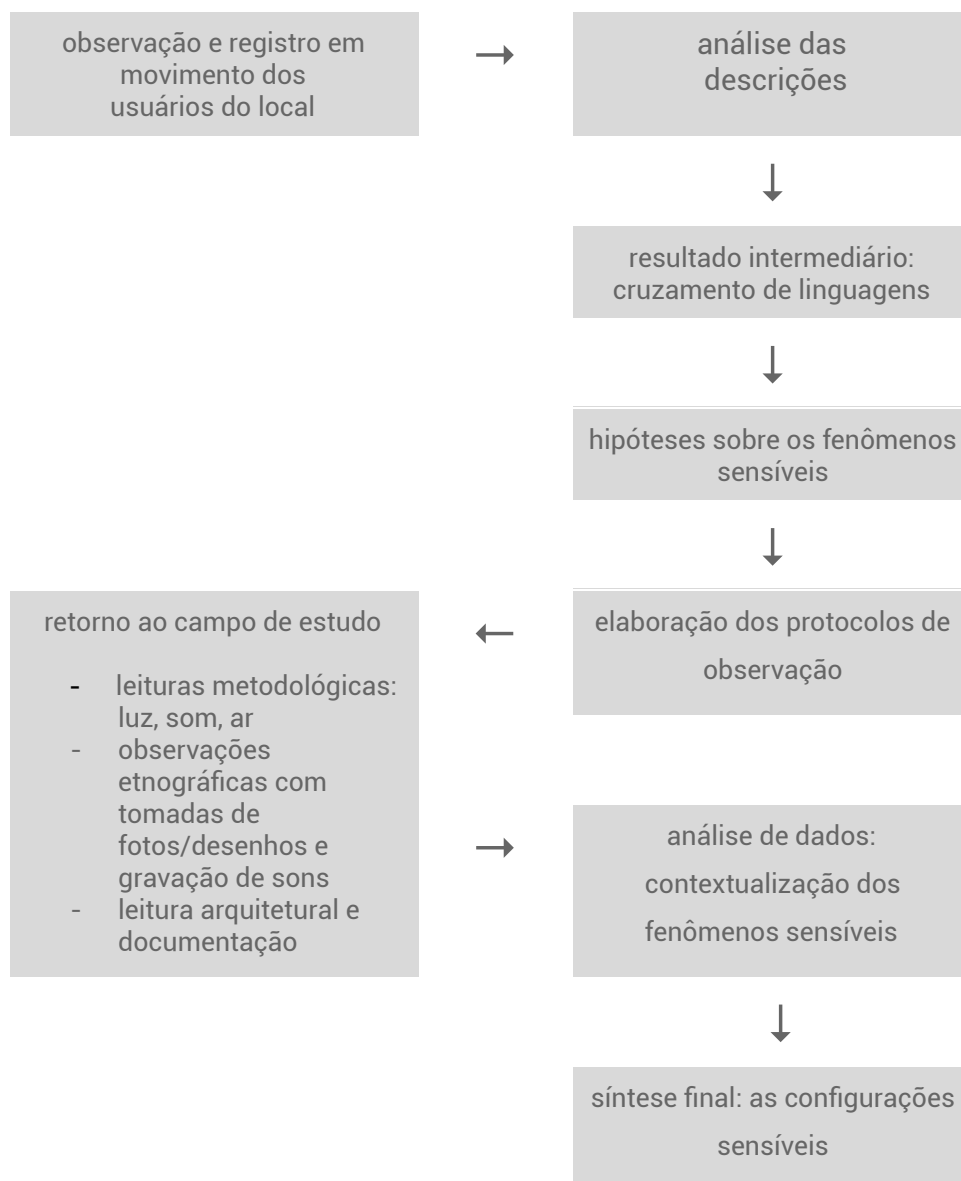 observação e registro em
movimento dos
usuários do local
→
análise das
descrições
↓
resultado intermediário:
cruzamento de linguagens
↓
hipóteses sobre os fenômenos
sensíveis
↓
elaboração dos protocolos de
observação
←
retorno ao campo de estudo
- leituras metodológicas:
luz, som, ar
- observações
etnográficas com
tomadas de
fotos/desenhos e
gravação de sons
- leitura arquitetural e
documentação
→
análise de dados:
contextualização dos
fenômenos sensíveis
↓
síntese final: as configurações
sensíveis